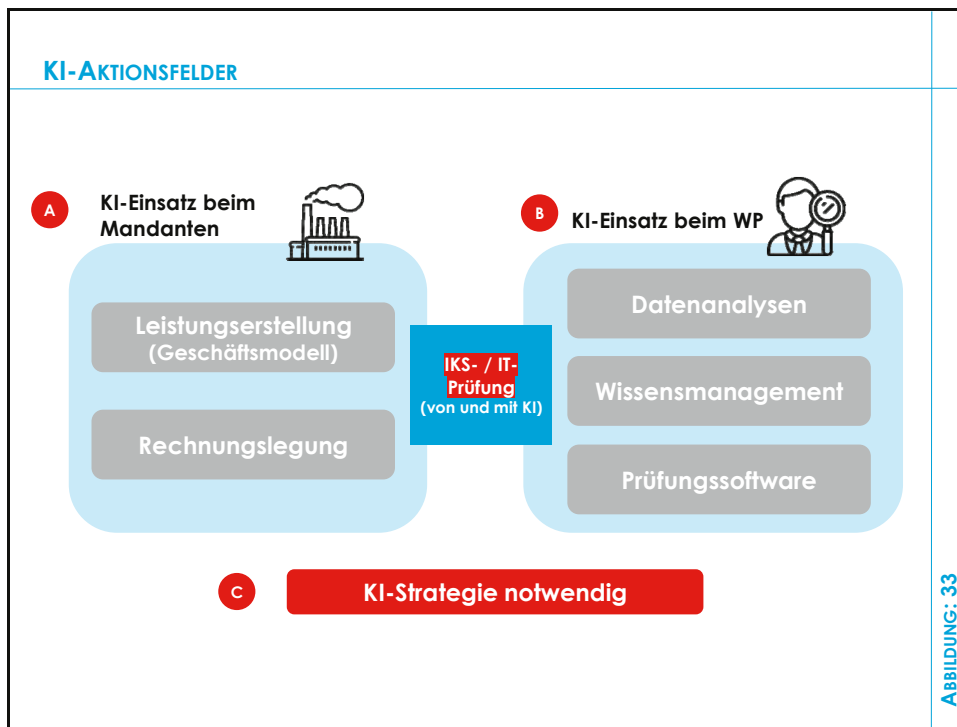 KI-AKTIONSFELDER
A
KI-Einsatz beim
Mandanten
Leistungserstellung
(Geschäftsmodell)
Rechnungslegung
IKS- / IT-
Prüfung
(von und mit KI)
B
KI-Einsatz beim WP
Datenanalysen
Wissensmanagement
Prüfungssoftware
C
KI-Strategie notwendig
ABBILDUNG: 33